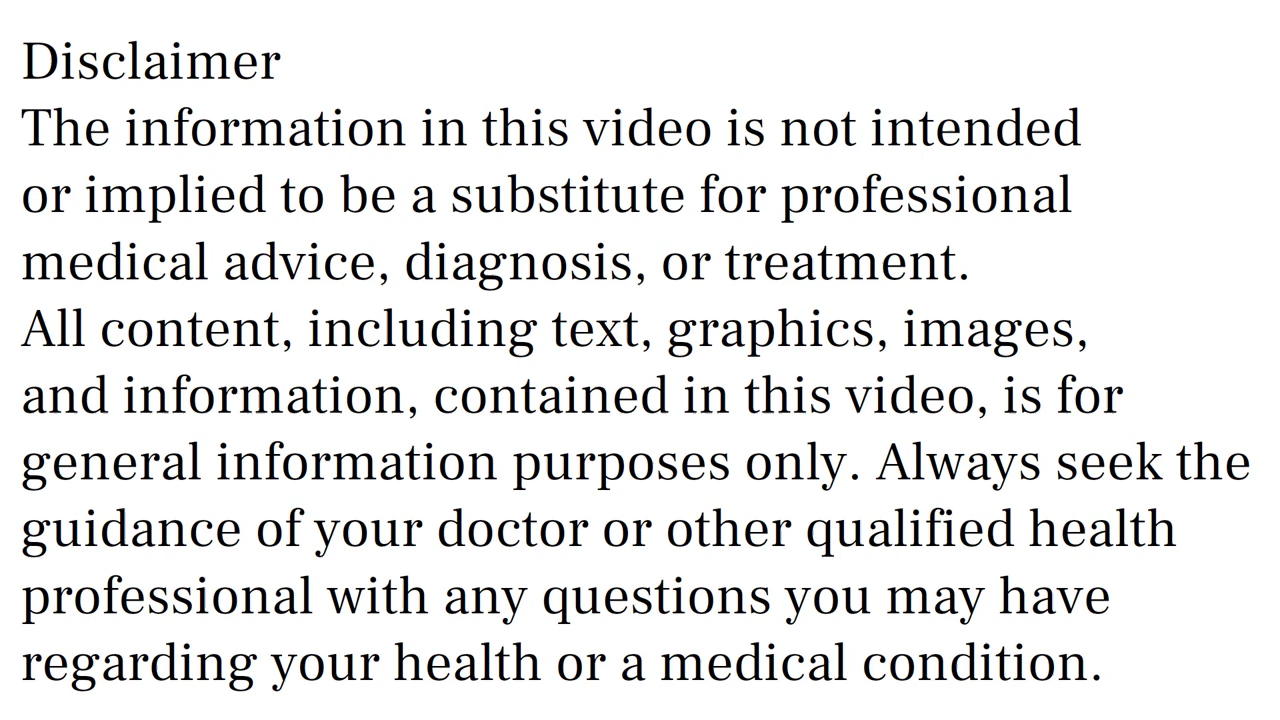 Disclaimer
The information in this video is not intended
or implied to be a substitute for professional
medical advice, diagnosis, or treatment.
All content, including text, graphics, images,
and information, contained in this video, is for
general information purposes only. Always seek the
guidance of your doctor or other qualified health
professional with any questions you may have
regarding your health or a medical condition.